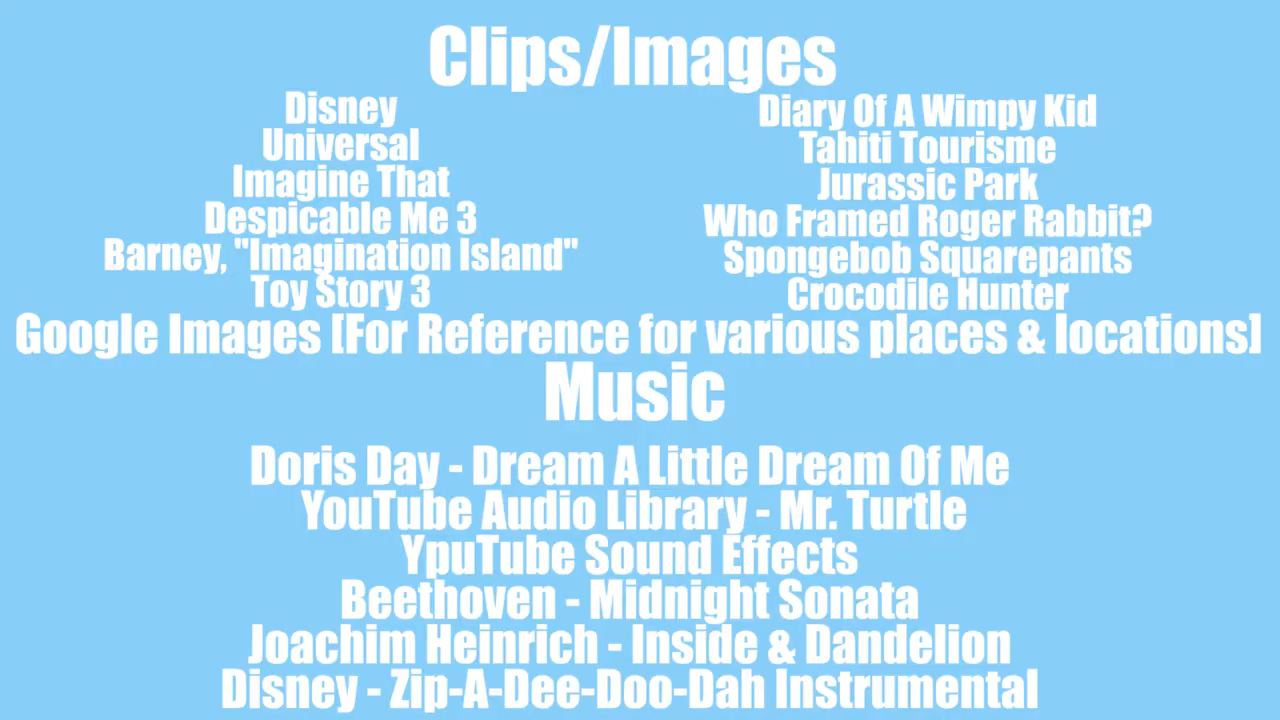 Clips/Images
Disney
Universal
Imagine That
Despicable Me 3
Barney, "Imagination Island"
Toy Story 3
Diary Of A Wimpy Kid
Tahiti Tourisme
Jurassic Park
Who Framed Roger Rabbit?
Spongebob Squarepants
Crocodile Hunter
Google Images [For Reference for various places & locations]
Music
Doris Day - Dream A Little Dream Of Me
YouTube Audio Library - Mr. Turtle
YpuTube Sound Effects
Beethoven - Midnight Sonata
Joachim Heinrich - Inside & Dandelion
Disney - Zip-A-Dee-Doo-Dah Instrumental